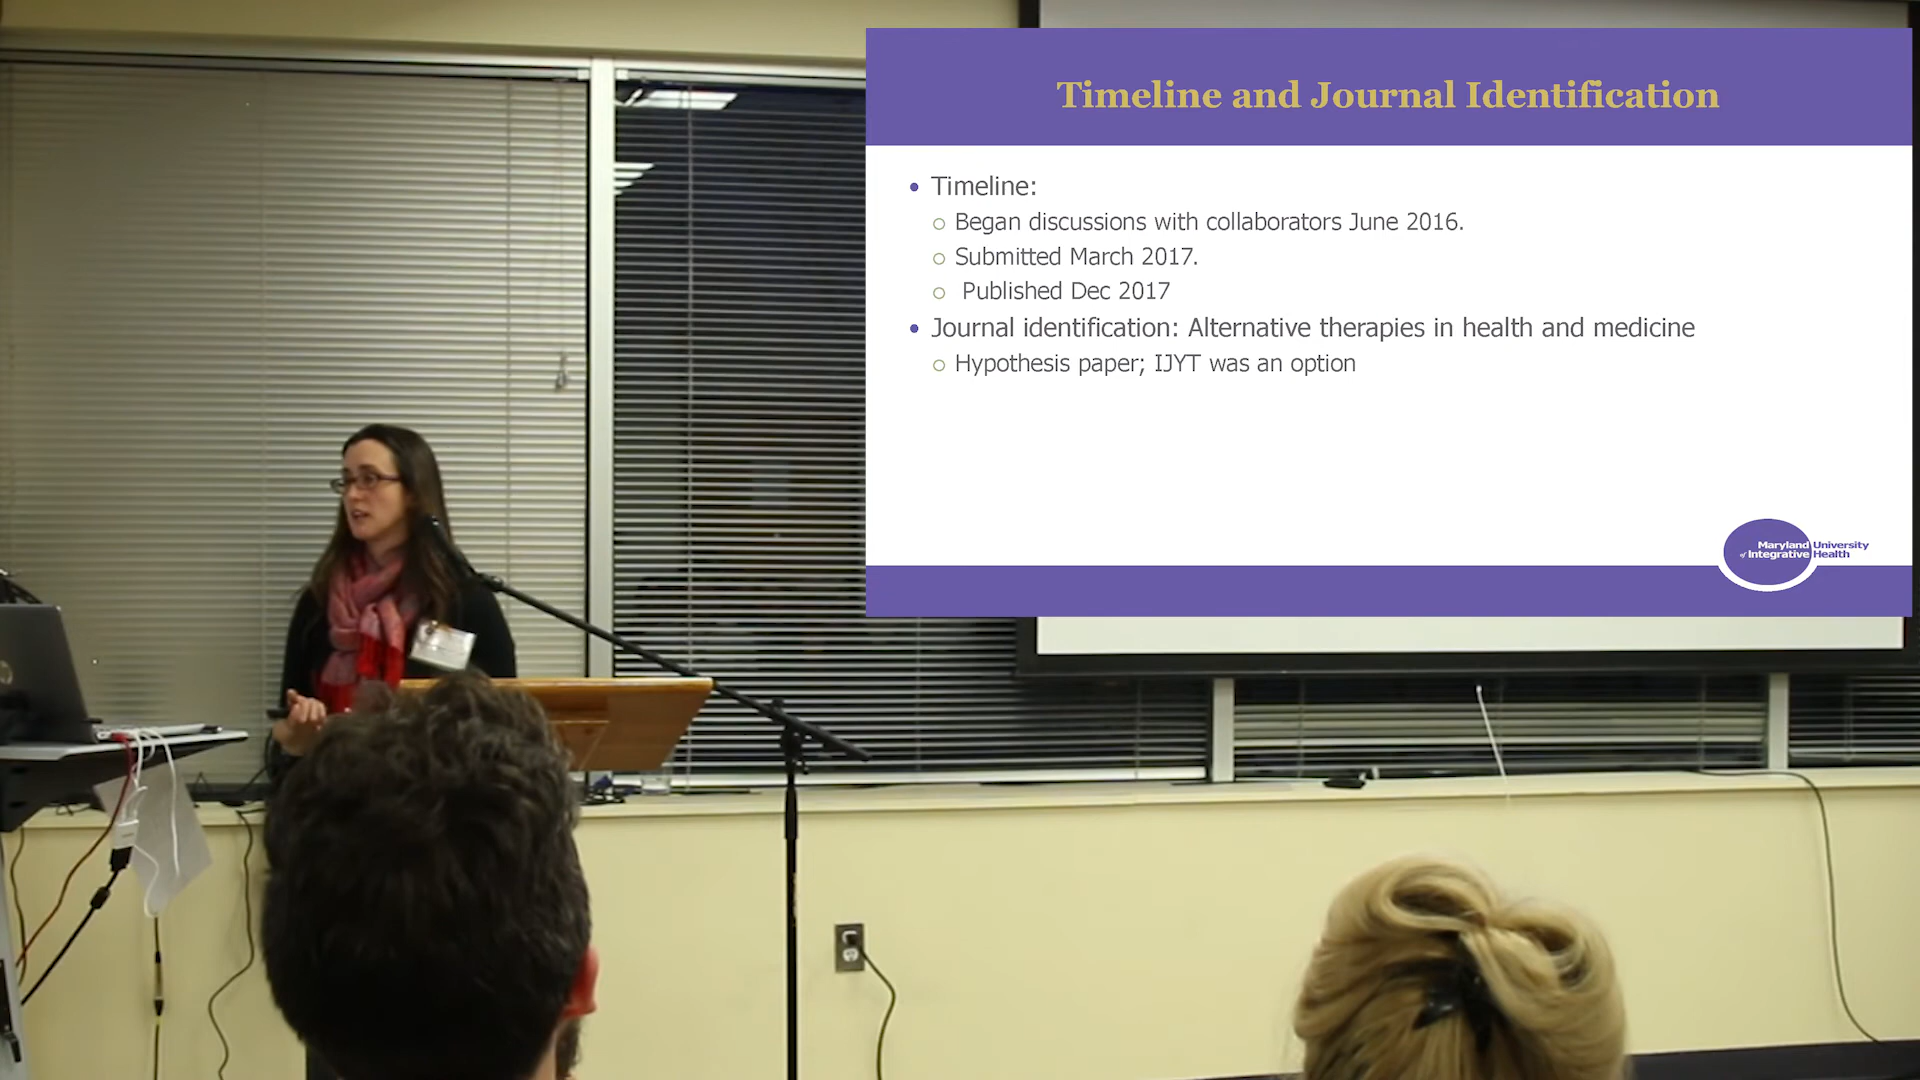 Timeline and Journal Identification
• Timeline:
○ Began discussions with collaborators June 2016.
○ Submitted March 2017.
○ Published Dec 2017
• Journal identification: Alternative therapies in health and medicine
○ Hypothesis paper; IJYT was an option
Maryland University
of Integrative Health